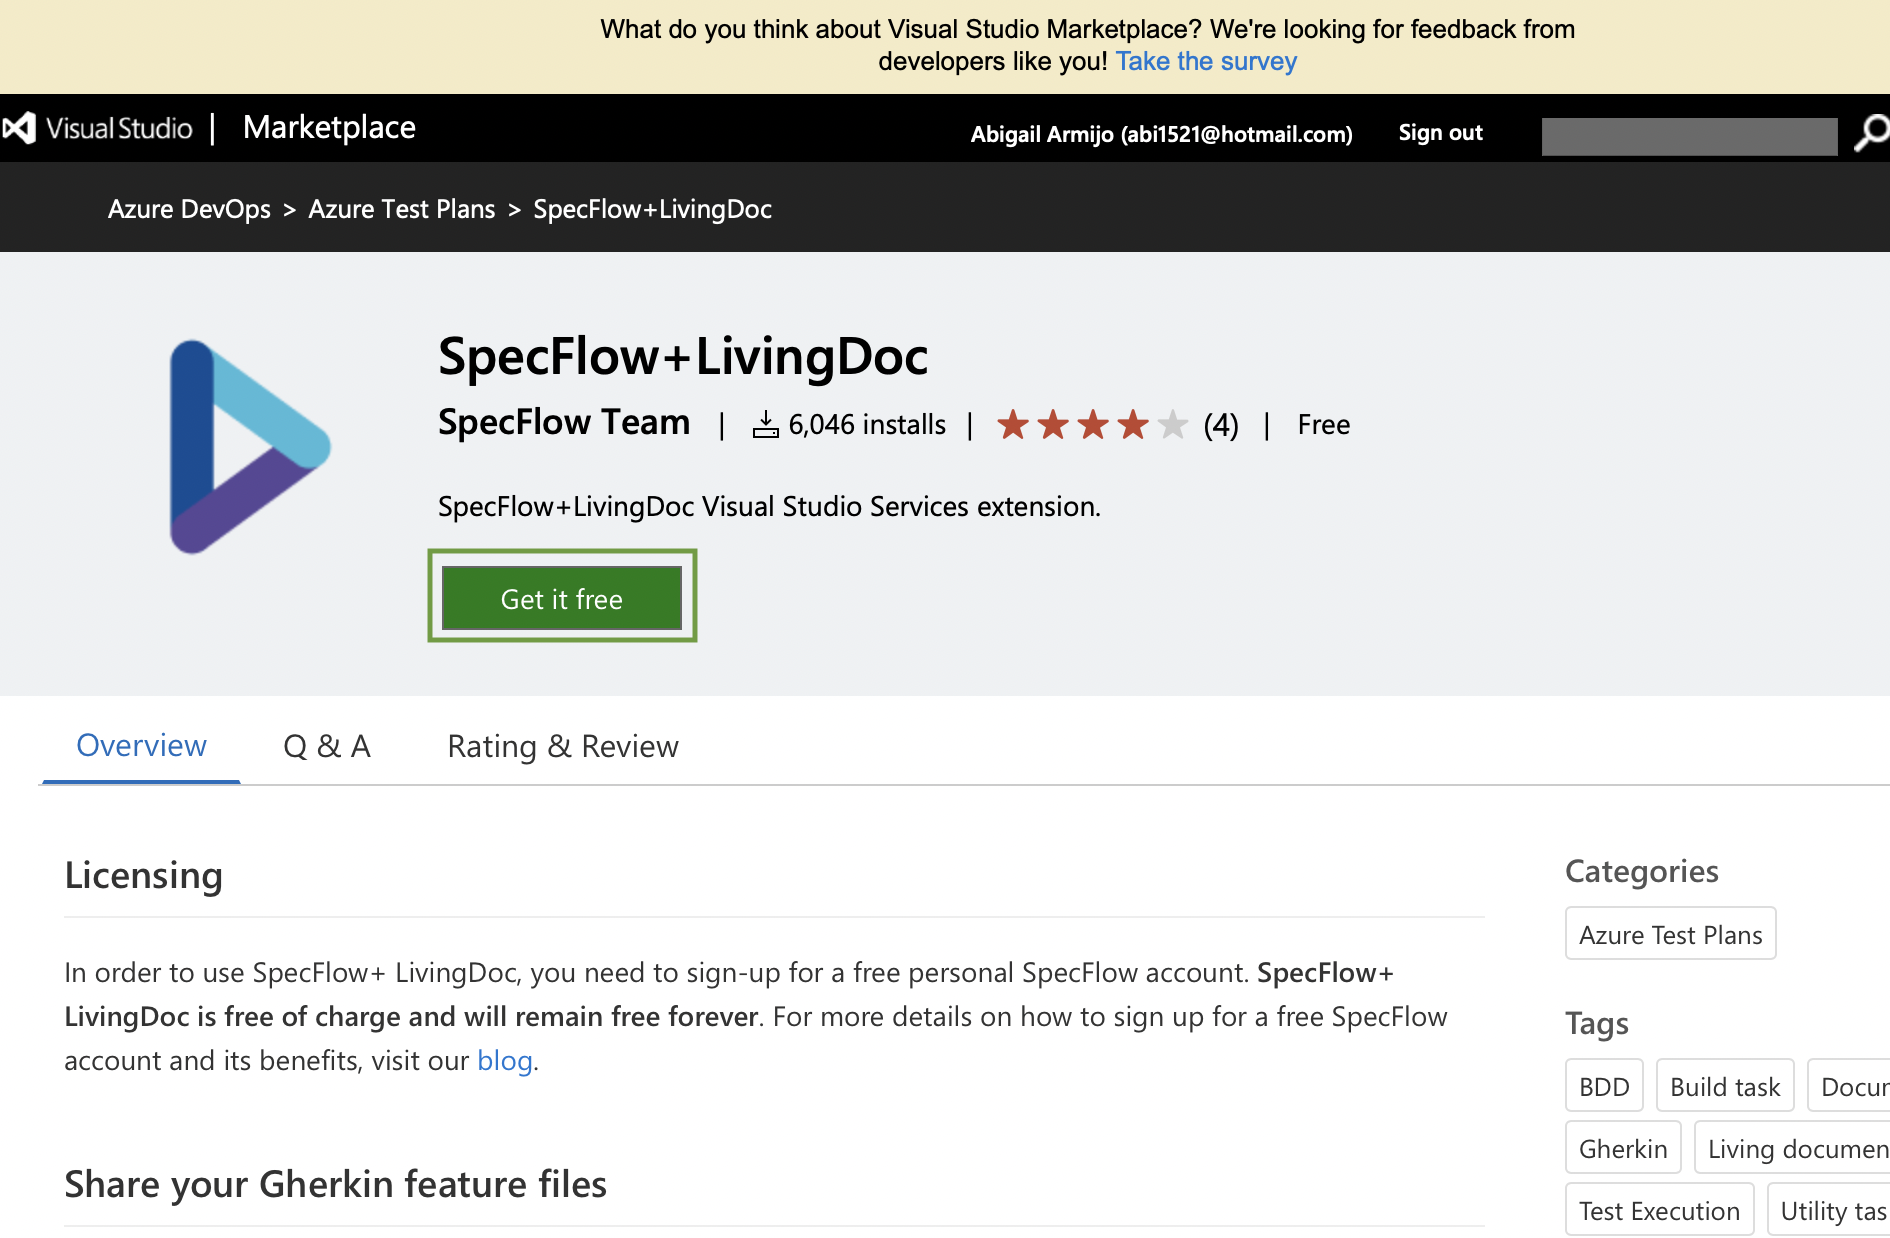 What do you think about Visual Studio Marketplace? We're looking for feedback from
developers like you! Take the survey
Visual Studio | Marketplace
Abigail Armijo (abi1521@hotmail.com) Sign out
Azure DevOps > Azure Test Plans > SpecFlow+LivingDoc
SpecFlow+LivingDoc
SpecFlow Team | 6,046 installs | (4) | Free
SpecFlow+LivingDoc Visual Studio Services extension.
Get it free
Overview Q & A Rating & Review
Licensing
In order to use SpecFlow+ LivingDoc, you need to sign-up for a free personal SpecFlow account. SpecFlow+
LivingDoc is free of charge and will remain free forever. For more details on how to sign up for a free SpecFlow
account and its benefits, visit our blog.
Share your Gherkin feature files
Categories
Azure Test Plans
Tags
BDD Build task Docur
Gherkin Living documen
Test Execution Utility tas